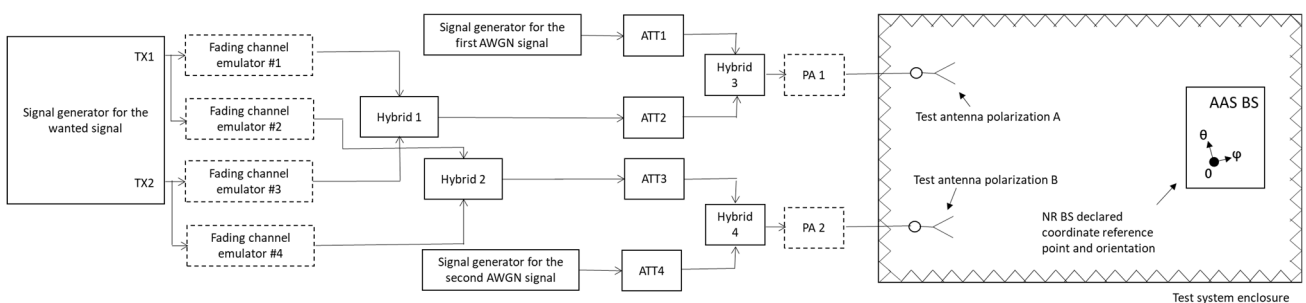 Signal generator for the
wanted signal
TX1
TX2
Fading channel
emulator #1
Fading channel
emulator #2
Fading channel
emulator #3
Fading channel
emulator #4
Hybrid 1
Hybrid 2
Signal generator for the
first AWGN signal
Signal generator for the
second AWGN signal
ATT1
ATT2
ATT3
ATT4
Hybrid
3
Hybrid
4
PA 1
PA 2
Test antenna polarization A
Test antenna polarization B
AAS BS
θ
φ
0
NR BS declared
coordinate reference
point and orientation
Test system enclosure